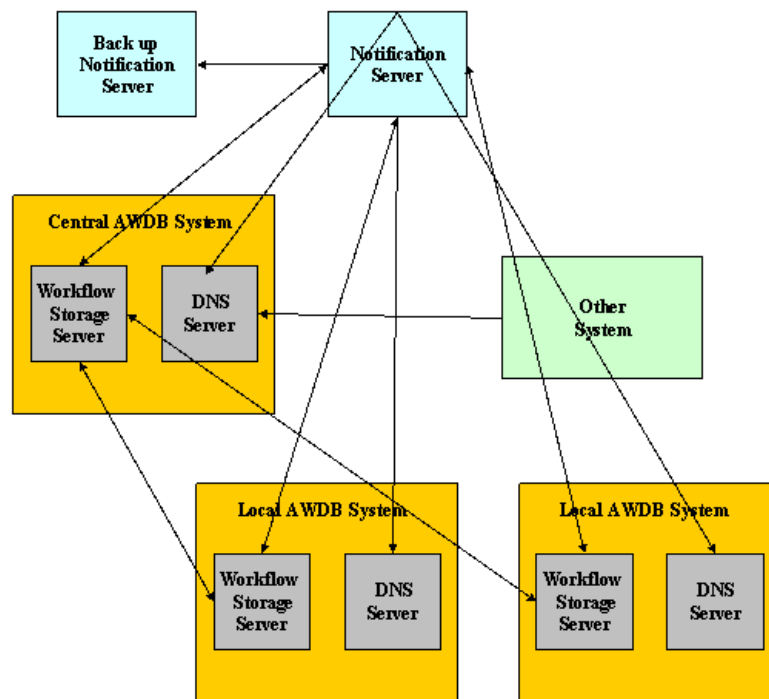 Back up
Notification
Server
Notification
Server
Central AWDB System
Workflow
Storage
Server
DNS
Server
Other
System
Local AWDB System
Workflow
Storage
Server
DNS
Server
Local AWDB System
Workflow
Storage
Server
DNS
Server